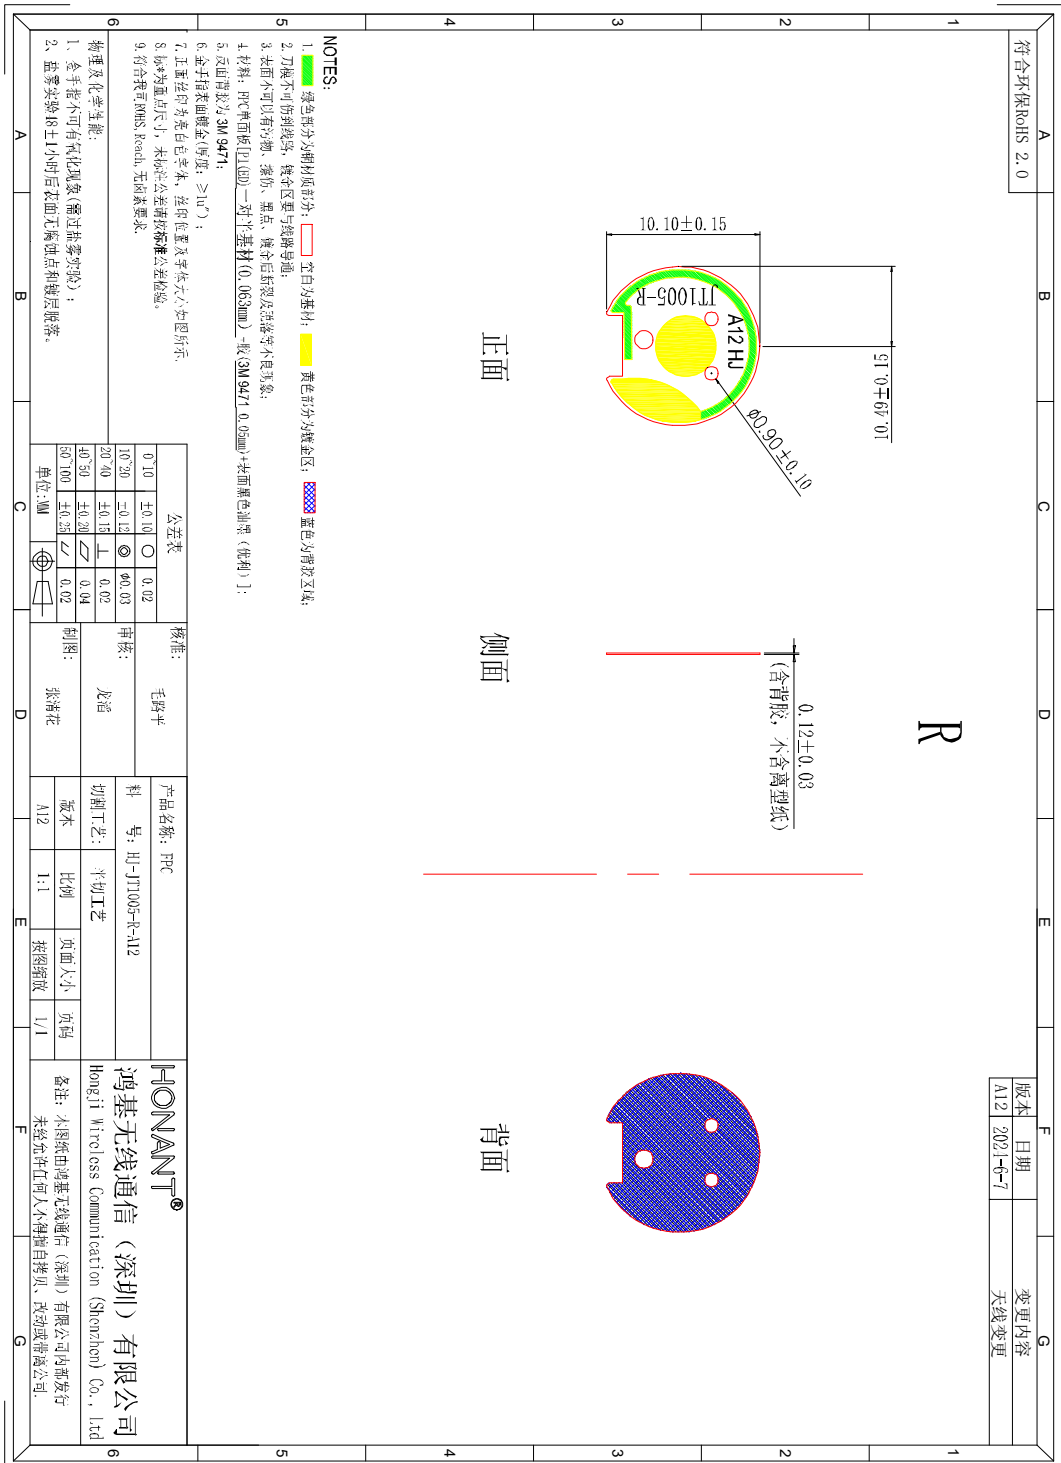 符合环保RoHS 2.0
版本 日期 变更内容
A12 2021-6-7 天线变更
R
10.10±0.15
10.49±0.15
Ø0.90±0.10
JT1005-R
A12 HJ
0.12±0.03
(含背胶, 不含离型纸)
正面
侧面
背面
NOTES:
1. 绿色部分为铜材质部分; 空白为基材; 黄色部分为镀金区; 蓝色为背胶区域;
2. 刀模不可伤到线路, 镀金区要与线路导通;
3. 表面不可以有污物、擦伤、黑点、镀金后断裂及脱落等不良现象;
4. 材料: FPC单面板[PI(ED)一对半基材(0.063mm)+胶(3M 9471 0.05mm)+表面黑色油墨（优利）];
5. 反面背胶为3M 9471;
6. 金手指表面镀金(厚度: ≥1u");
7. 正面丝印为亮白色字体, 丝印位置及字体大小如图所示.
8. 标*为重点尺寸, 未标注公差请按标准公差检验。
9. 符合我司ROHS, Reach, 无卤素要求.
物理及化学性能:
1、金手指不可有氧化现象(需过盐雾实验);
2、盐雾实验48±1小时后表面无腐蚀点和镀层脱落。
公差表
0~10 ±0.10 ○ 0.02
10~20 ±0.12 ◎ Φ0.03
20~40 ±0.15 ⊥ 0.02
40~50 ±0.20 ▱ 0.04
50~100 ±0.25 // 0.02
单位:MM
核准: 毛路平
审核: 龙滔
制图: 张清花
产品名称: FPC
料 号: HJ-JT1005-R-A12
切割工艺: 半切工艺
版本 比例 页面大小 页码
A12 1:1 按图缩放 1/1
HONANT®
鸿基无线通信（深圳）有限公司
Hongji Wireless Communication (Shenzhen) Co., Ltd
备注: 本图纸由鸿基无线通信（深圳）有限公司内部发行
未经允许任何人不得擅自拷贝、改动或带离公司.
1 2 3 4 5 6
1 2 3 4 5 6
A B C D E F G
A B C D E F G